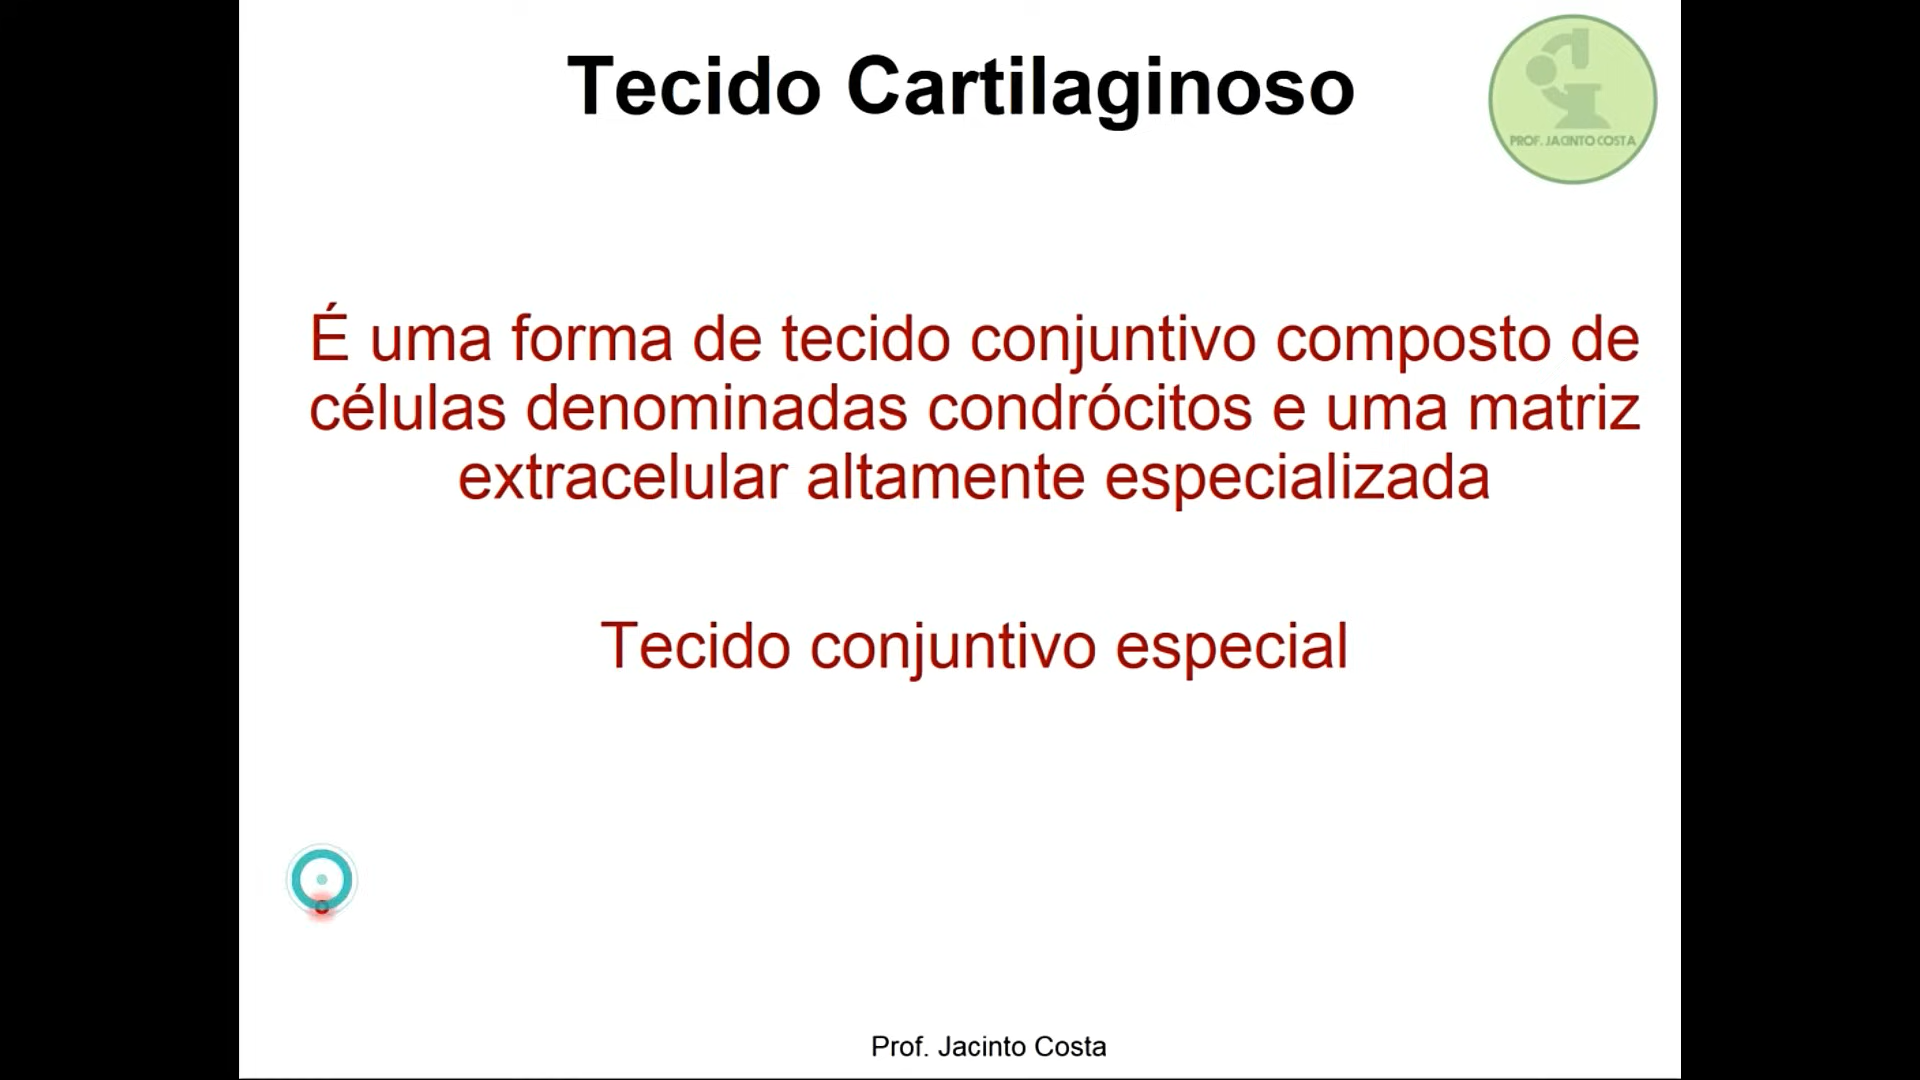 Tecido Cartilaginoso
PROF. JACINTO COSTA
É uma forma de tecido conjuntivo composto de
células denominadas condrócitos e uma matriz
extracelular altamente especializada
Tecido conjuntivo especial
Prof. Jacinto Costa